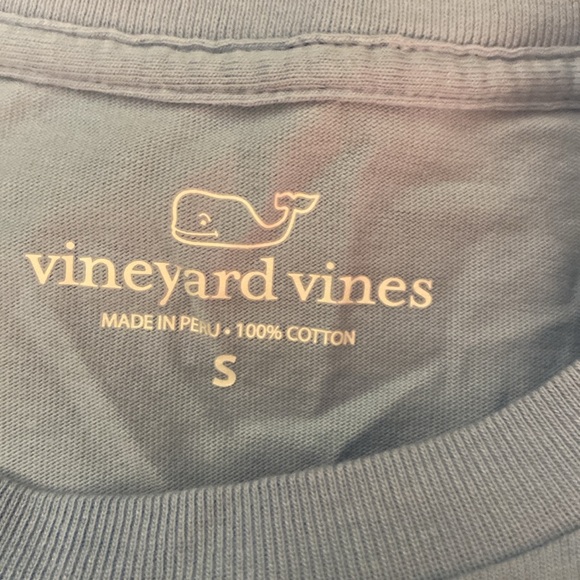 vineyard vines
MADE IN PERU • 100% COTTON
S